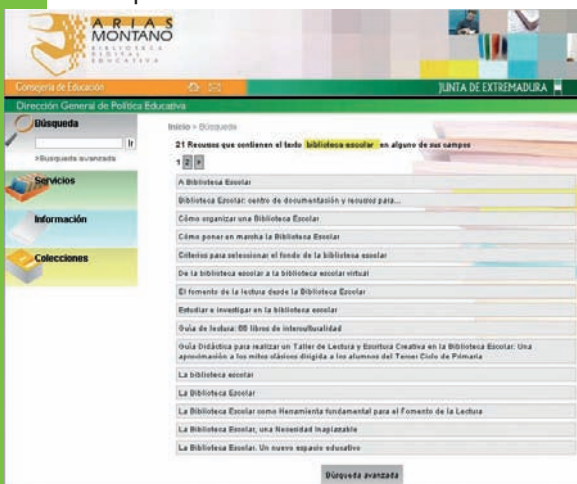 ARIAS
MONTANO
BIBLIOTECA
DIGITAL
EDUCATIVA
Consejería de Educación
JUNTA DE EXTREMADURA
Dirección General de Política Educativa
Búsqueda
Ir
»Busqueda avanzada
Servicios
Información
Colecciones
Inicio » Búsqueda
21 Recursos que contienen el texto biblioteca escolar en alguno de sus campos
1 2 >
A Biblioteca Escolar
Biblioteca Escolar: centro de documentación y recursos para...
Cómo organizar una Biblioteca Escolar
Cómo poner en marcha la Biblioteca Escolar
Criterios para seleccionar el fondo de la biblioteca escolar
De la biblioteca escolar a la biblioteca escolar virtual
El fomento de la lectura desde la Biblioteca Escolar
Estudiar e investigar en la biblioteca escolar
Guía de lectura: 68 libros de interculturalidad
Guía Didáctica para realizar un Taller de Lectura y Escritura Creativa en la Biblioteca Escolar: Una
aproximación a los mitos clásicos dirigida a los alumnos del Tercer Ciclo de Primaria
La biblioteca escolar
La Biblioteca Escolar
La Biblioteca Escolar como Herramienta fundamental para el Fomento de la Lectura
La Biblioteca Escolar, una Necesidad Inaplazable
La Biblioteca Escolar. Un nuevo espacio educativo
Búsqueda avanzada